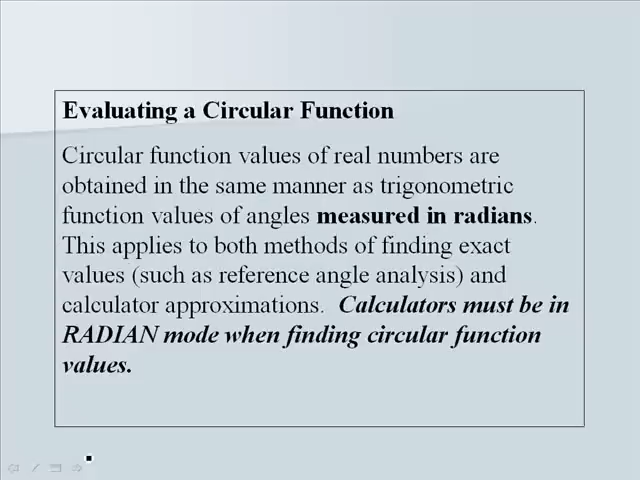 Evaluating a Circular Function
Circular function values of real numbers are
obtained in the same manner as trigonometric
function values of angles measured in radians.
This applies to both methods of finding exact
values (such as reference angle analysis) and
calculator approximations.  Calculators must be in
RADIAN mode when finding circular function
values.